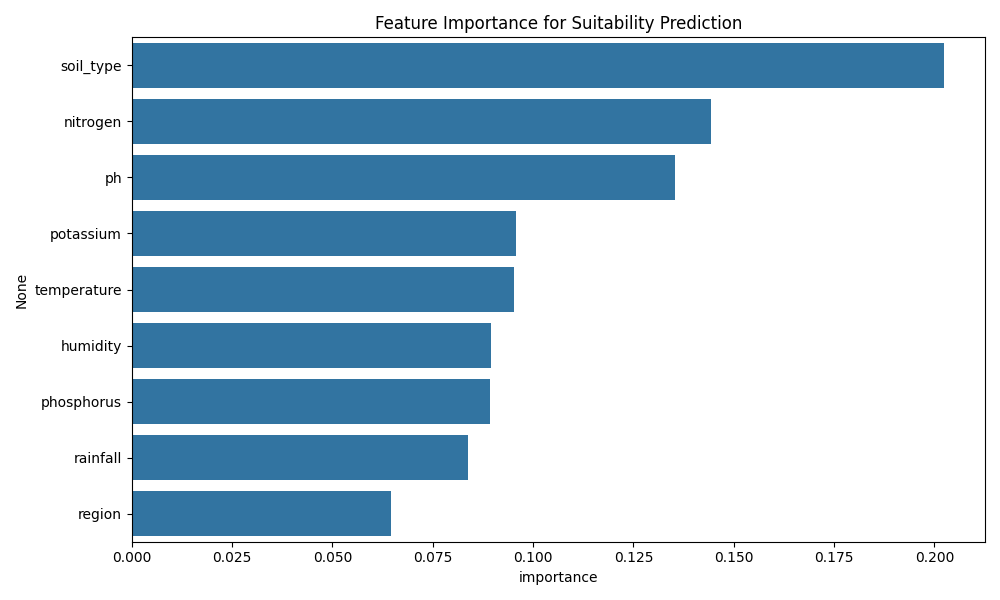 Feature Importance for Suitability Prediction
soil_type
nitrogen
ph
potassium
temperature
humidity
phosphorus
rainfall
region
None
0.000 0.025 0.050 0.075 0.100 0.125 0.150 0.175 0.200
importance